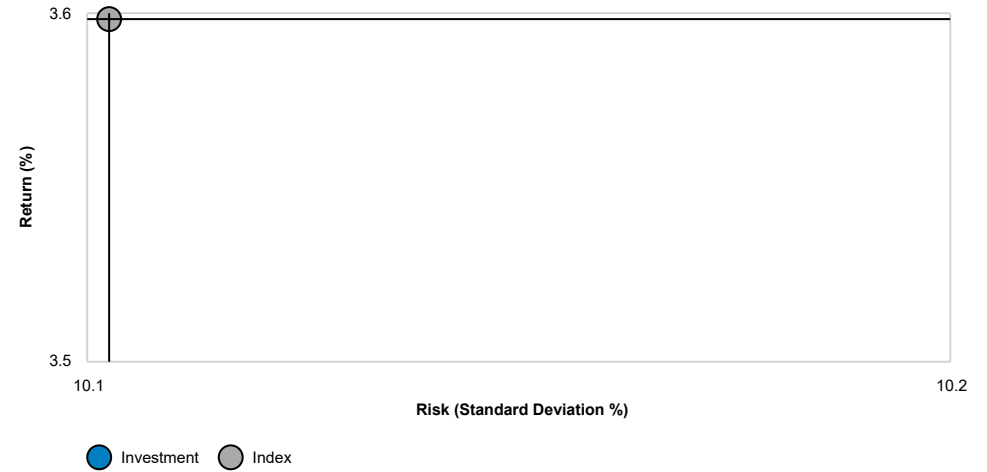 3.6
Return (%)
3.5
10.1 10.2
Risk (Standard Deviation %)
Investment Index